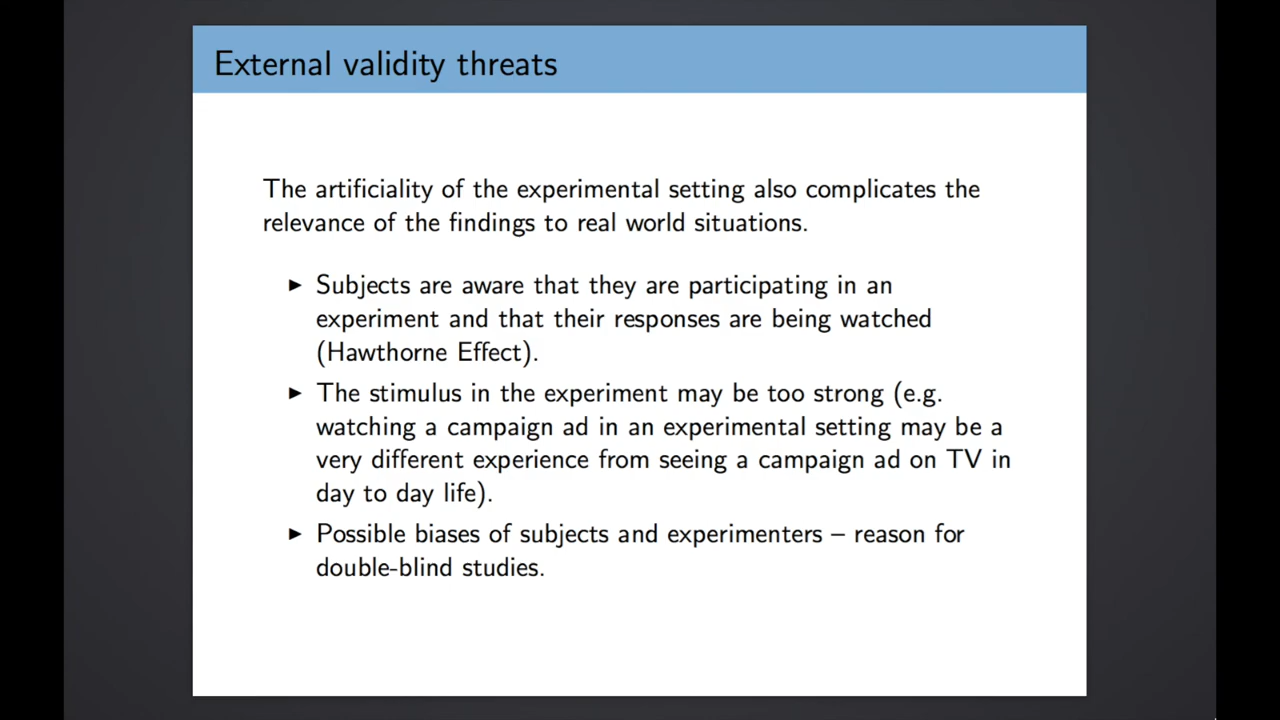 External validity threats
The artificiality of the experimental setting also complicates the
relevance of the findings to real world situations.
► Subjects are aware that they are participating in an
experiment and that their responses are being watched
(Hawthorne Effect).
► The stimulus in the experiment may be too strong (e.g.
watching a campaign ad in an experimental setting may be a
very different experience from seeing a campaign ad on TV in
day to day life).
► Possible biases of subjects and experimenters – reason for
double-blind studies.